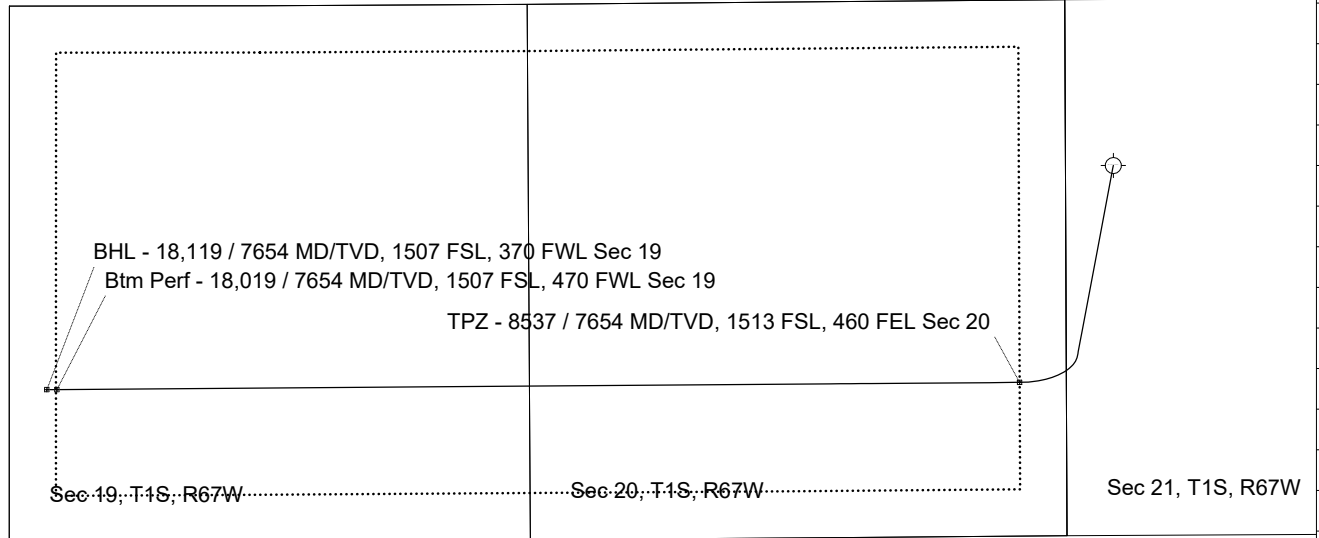 BHL - 18,119 / 7654 MD/TVD, 1507 FSL, 370 FWL Sec 19
Btm Perf - 18,019 / 7654 MD/TVD, 1507 FSL, 470 FWL Sec 19
TPZ - 8537 / 7654 MD/TVD, 1513 FSL, 460 FEL Sec 20
Sec 19, T1S, R67W
Sec 20, T1S, R67W
Sec 21, T1S, R67W